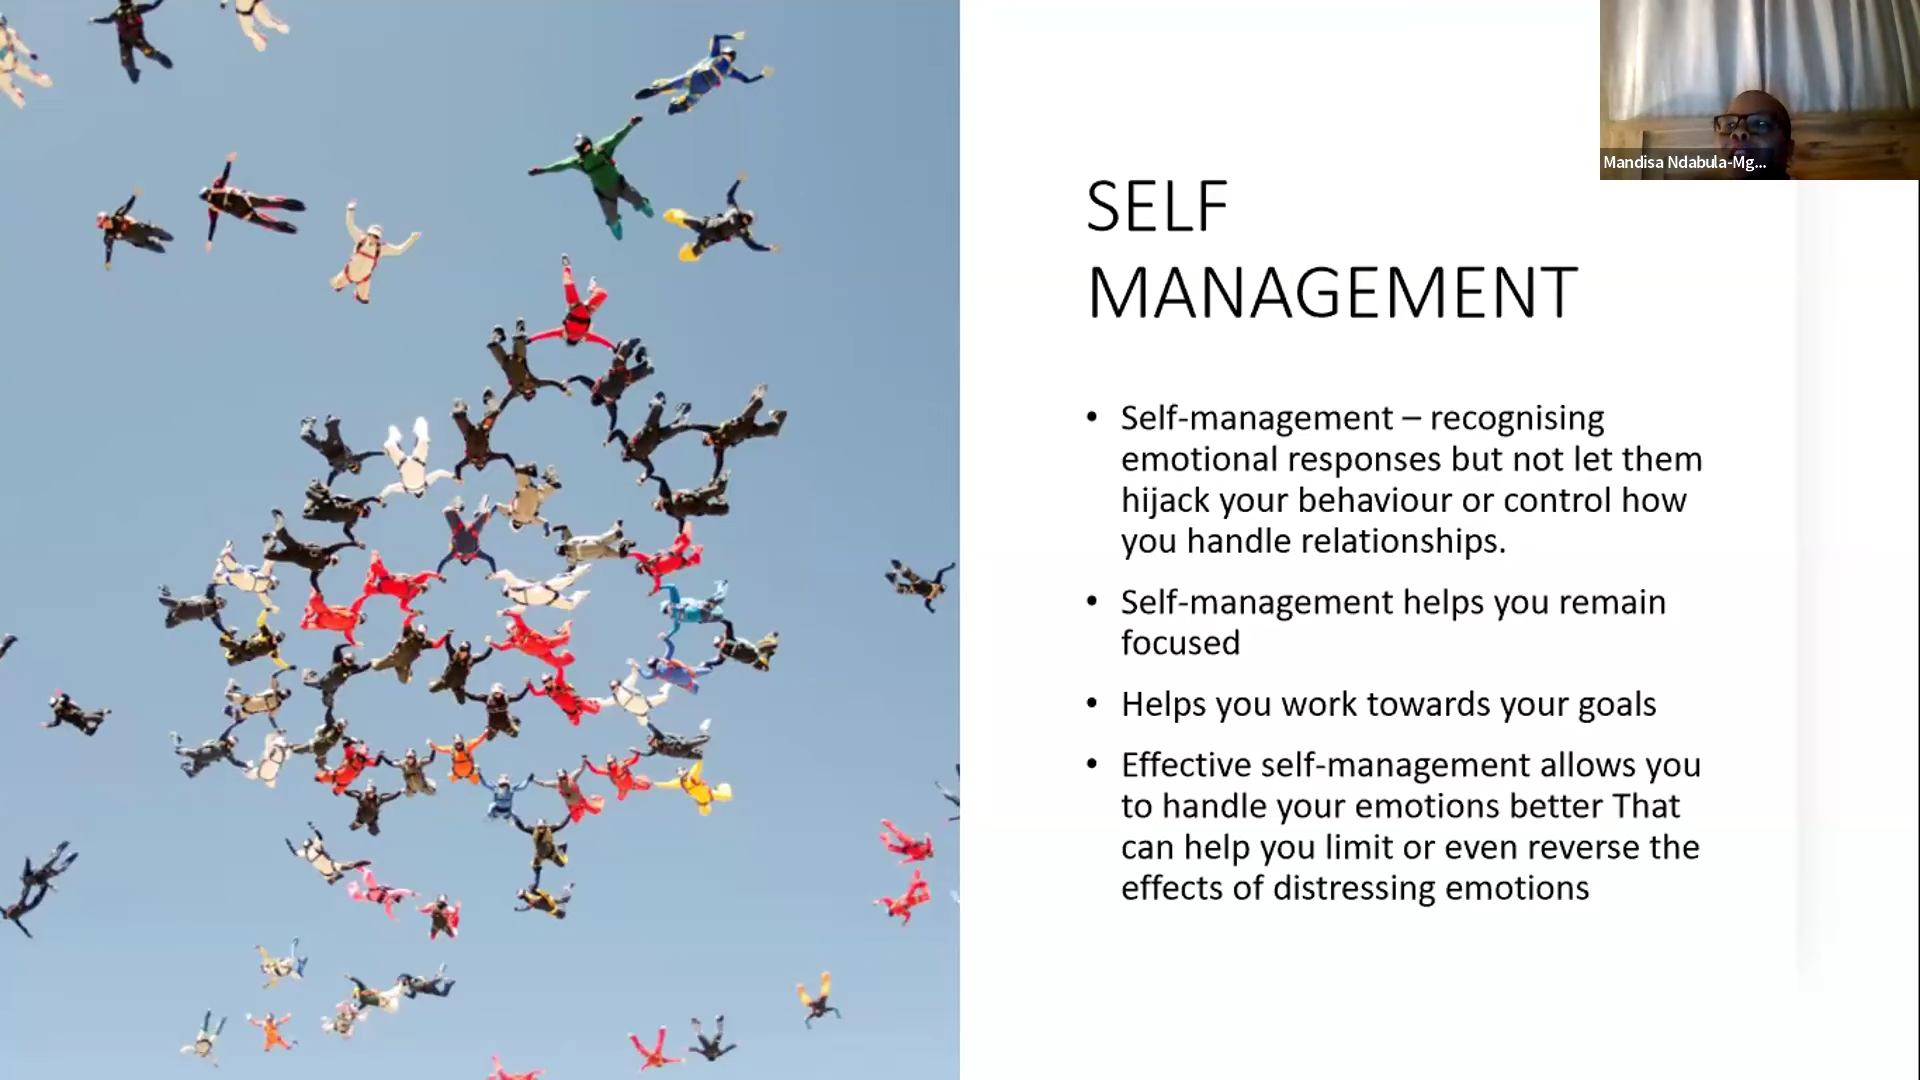 Mandisa Ndabula-Mg...
SELF
MANAGEMENT
• Self-management – recognising
emotional responses but not let them
hijack your behaviour or control how
you handle relationships.
• Self-management helps you remain
focused
• Helps you work towards your goals
• Effective self-management allows you
to handle your emotions better That
can help you limit or even reverse the
effects of distressing emotions